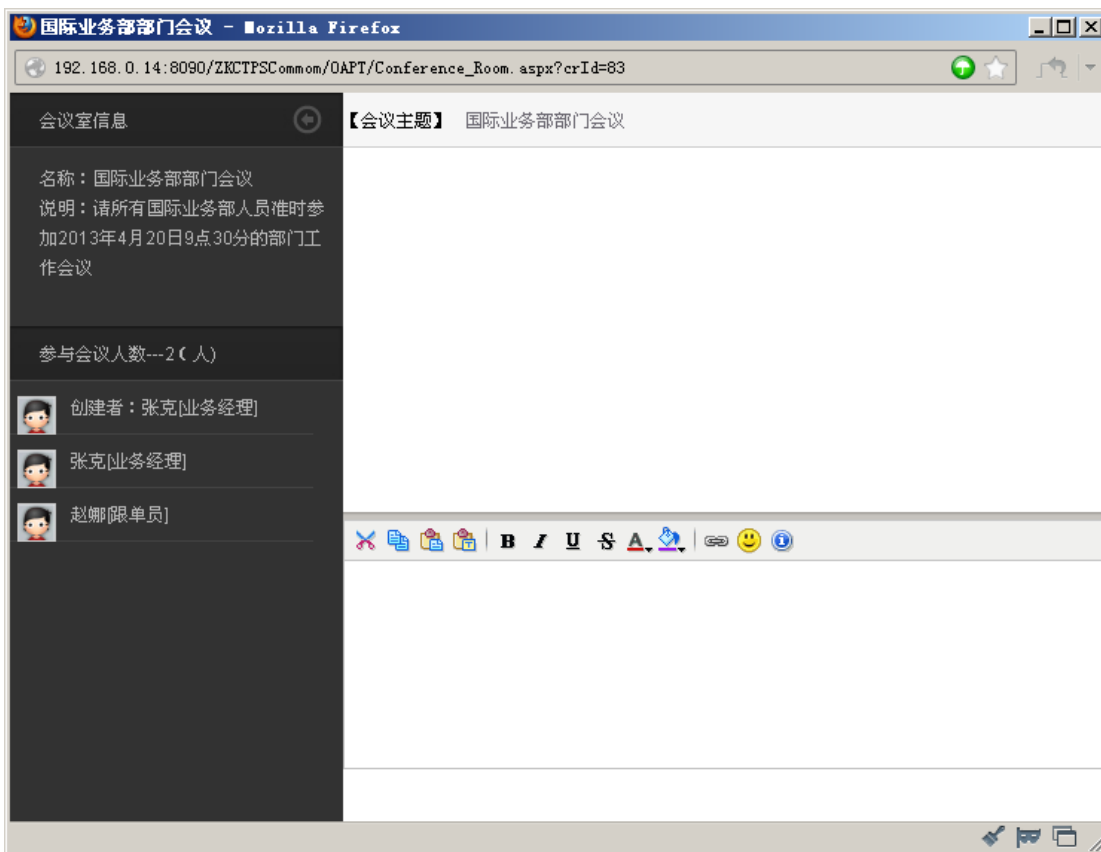 国际业务部部门会议 - Mozilla Firefox
192.168.0.14:8090/ZKCTPSCommom/OAPT/Conference_Room.aspx?crId=83
会议室信息
【会议主题】 国际业务部部门会议
名称：国际业务部部门会议
说明：请所有国际业务部人员准时参
加2013年4月20日9点30分的部门工
作会议
参与会议人数---2( 人)
创建者：张克[业务经理]
张克[业务经理]
赵娜[跟单员]
B I U S A